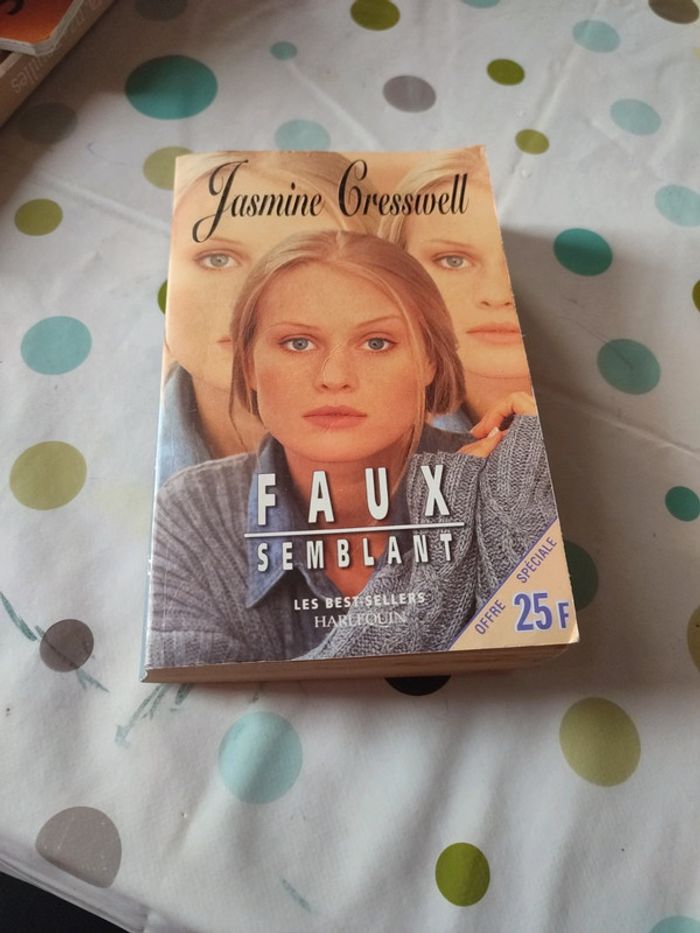 Jasmine Cresswell
FAUX
SEMBLANT
LES BEST-SELLERS
HARLEQUIN
OFFRE SPÉCIALE
25 F